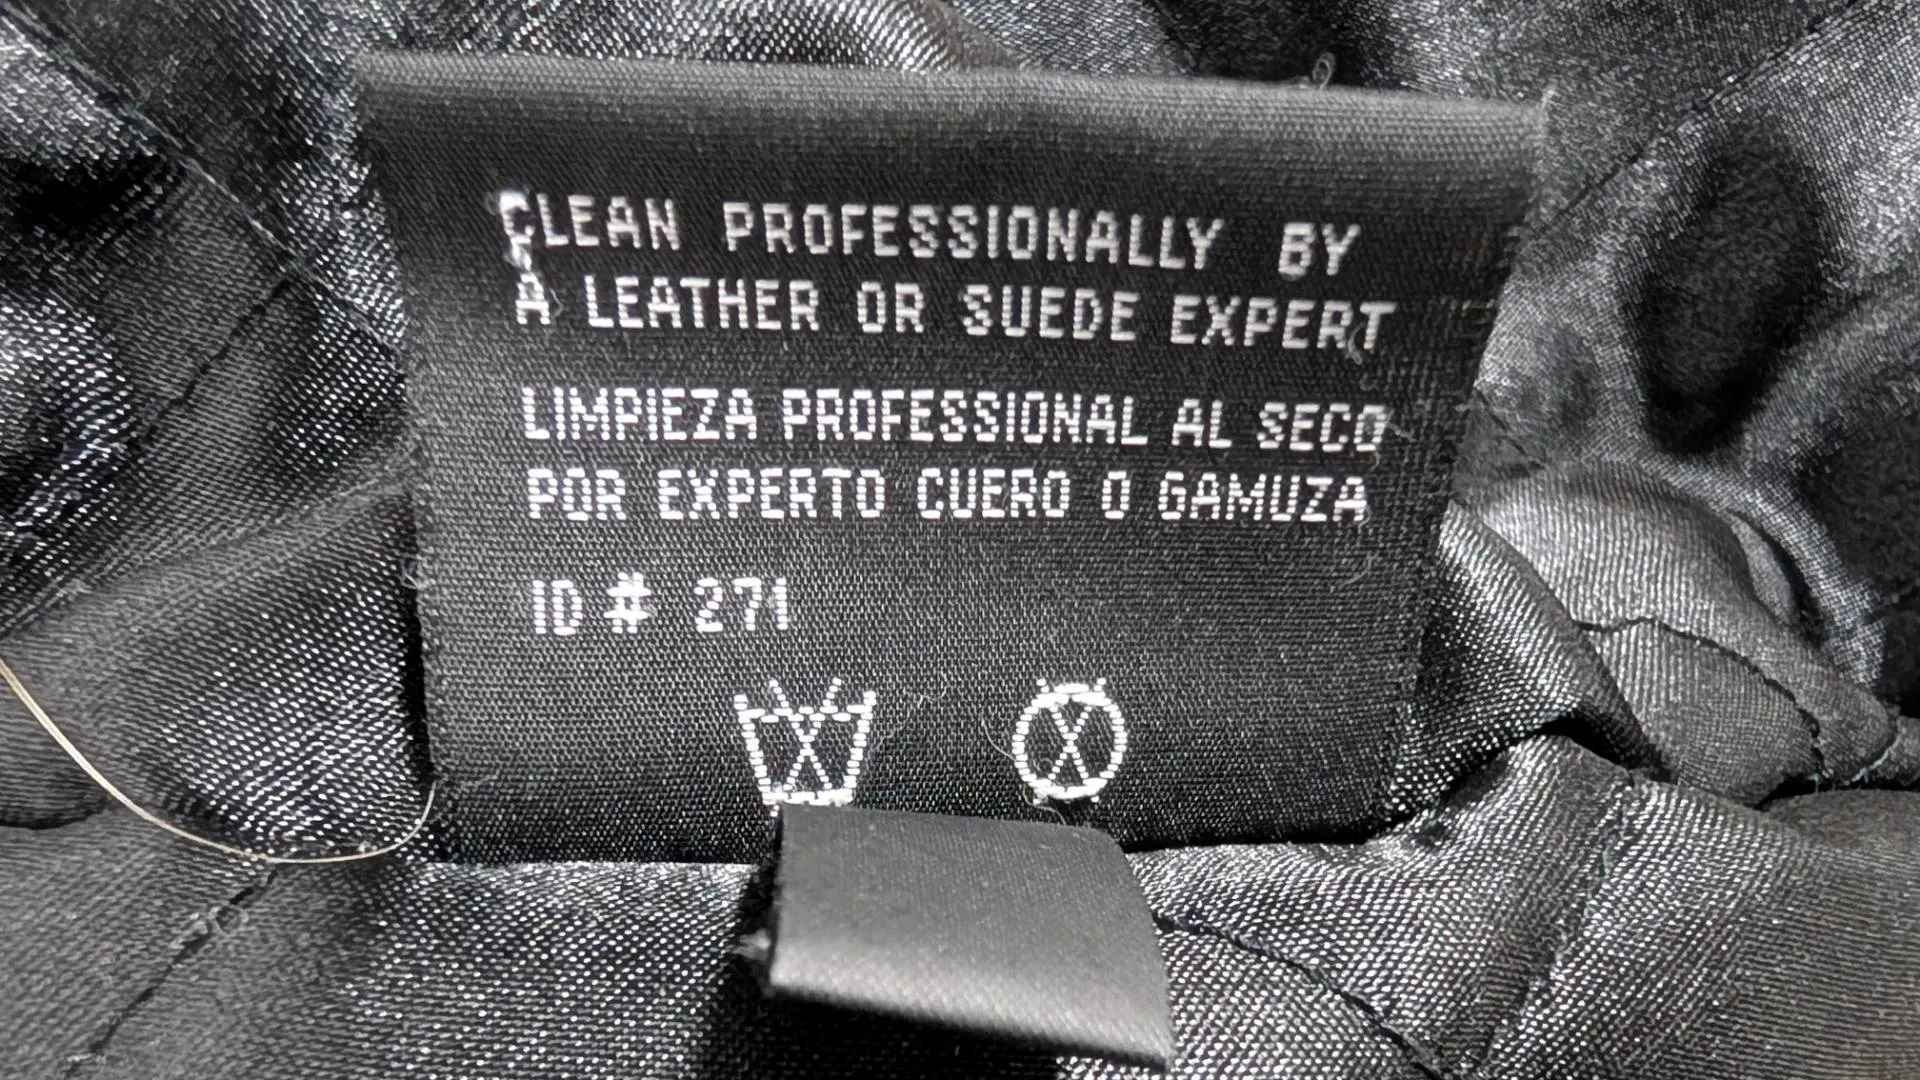 CLEAN PROFESSIONALLY BY
A LEATHER OR SUEDE EXPERT
LIMPIEZA PROFESSIONAL AL SECO
POR EXPERTO CUERO O GAMUZA
ID # 271